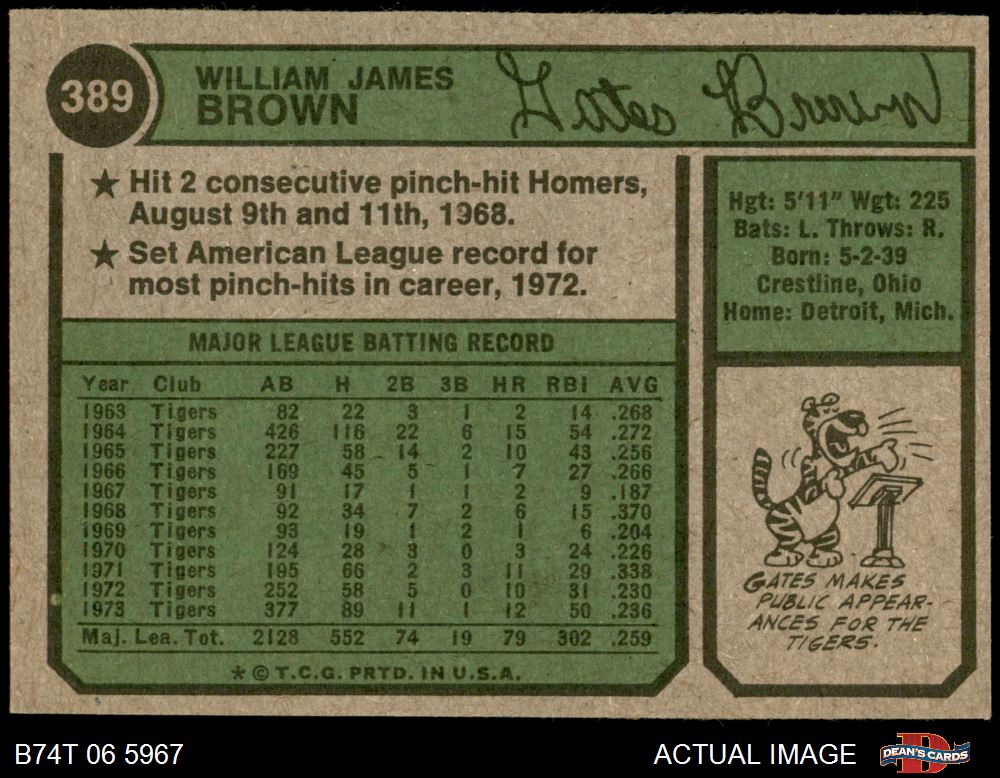 389
WILLIAM JAMES
BROWN
Gates Brown
★ Hit 2 consecutive pinch-hit Homers,
August 9th and 11th, 1968.
★ Set American League record for
most pinch-hits in career, 1972.
Hgt: 5'11" Wgt: 225
Bats: L. Throws: R.
Born: 5-2-39
Crestline, Ohio
Home: Detroit, Mich.
MAJOR LEAGUE BATTING RECORD
Year Club AB H 2B 3B HR RBI AVG
1963 Tigers 82 22 3 1 2 14 .268
1964 Tigers 426 116 22 6 15 54 .272
1965 Tigers 227 58 14 2 10 43 .256
1966 Tigers 169 45 5 1 7 27 .266
1967 Tigers 91 17 1 1 2 9 .187
1968 Tigers 92 34 7 2 6 15 .370
1969 Tigers 93 19 1 2 1 6 .204
1970 Tigers 124 28 3 0 3 24 .226
1971 Tigers 195 66 2 3 11 29 .338
1972 Tigers 252 58 5 0 10 31 .230
1973 Tigers 377 89 11 1 12 50 .236
Maj. Lea. Tot. 2128 552 74 19 79 302 .259
* © T.C.G. PRTD. IN U.S.A.
GATES MAKES
PUBLIC APPEAR-
ANCES FOR THE
TIGERS.
B74T 06 5967
ACTUAL IMAGE
D
DEAN'S CARDS